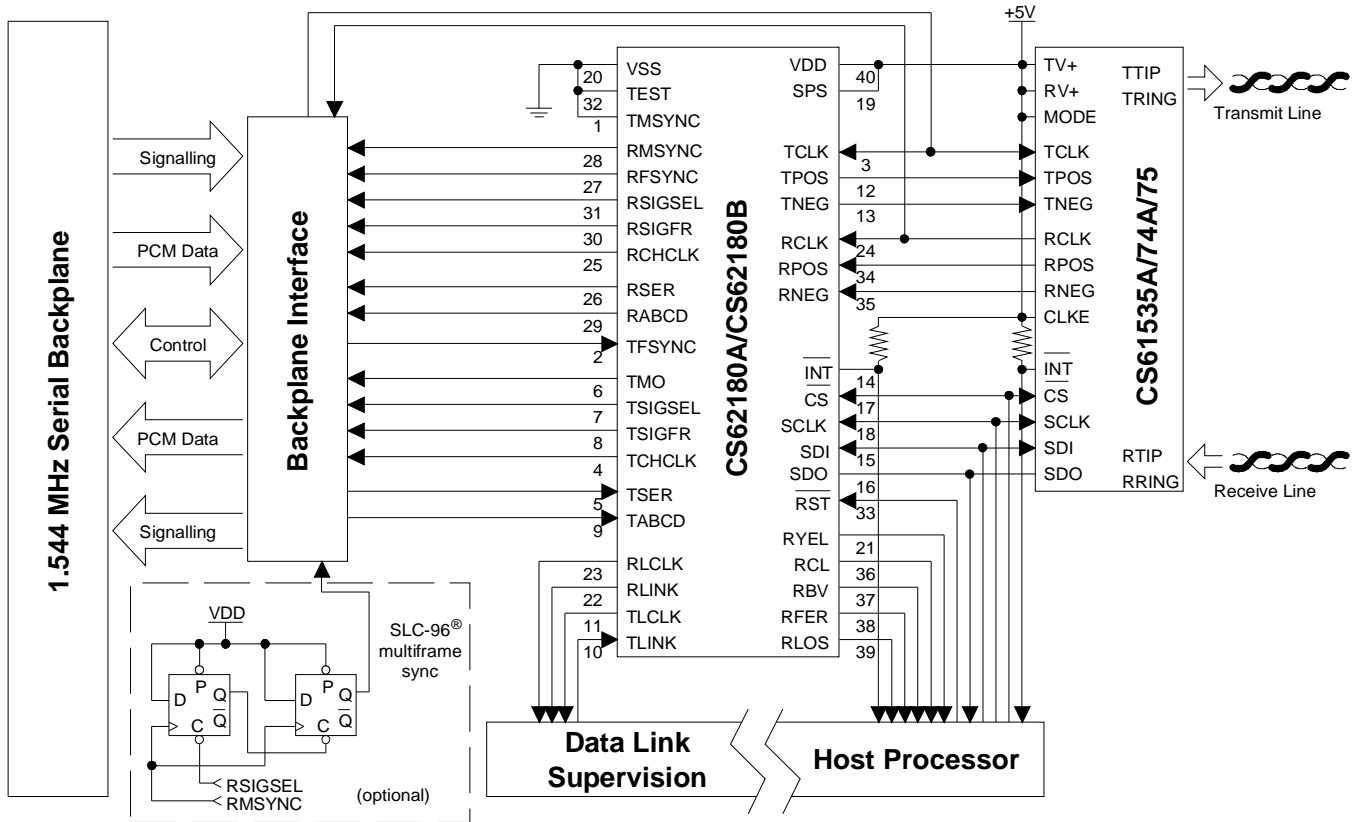 1.544 MHz Serial Backplane
Signalling
PCM Data
Control
PCM Data
Signalling
Backplane Interface
VDD
D
P
Q
Q
C
D
P
Q
Q
C
RSIGSEL
RMSYNC
SLC-96®
multiframe
sync
(optional)
CS62180A/CS62180B
VSS
20
TEST
32
TMSYNC
1
RMSYNC
28
RFSYNC
27
RSIGSEL
31
RSIGFR
30
RCHCLK
25
RSER
26
RABCD
29
TFSYNC
2
TMO
6
TSIGSEL
7
TSIGFR
8
TCHCLK
4
TSER
5
TABCD
9
RLCLK
23
RLINK
22
TLCLK
11
TLINK
10
VDD
40
SPS
19
TCLK
3
TPOS
12
TNEG
13
RCLK
24
RPOS
34
RNEG
35
INT
14
CS
17
SCLK
18
SDI
15
SDO
16
RST
33
RYEL
21
RCL
36
RBV
37
RFER
38
RLOS
39
+5V
CS61535A/74A/75
TV+
RV+
MODE
TCLK
TPOS
TNEG
RCLK
RPOS
RNEG
CLKE
INT
CS
SCLK
SDI
SDO
TTIP
TRING
RTIP
RRING
Transmit Line
Receive Line
Data Link
Supervision
Host Processor